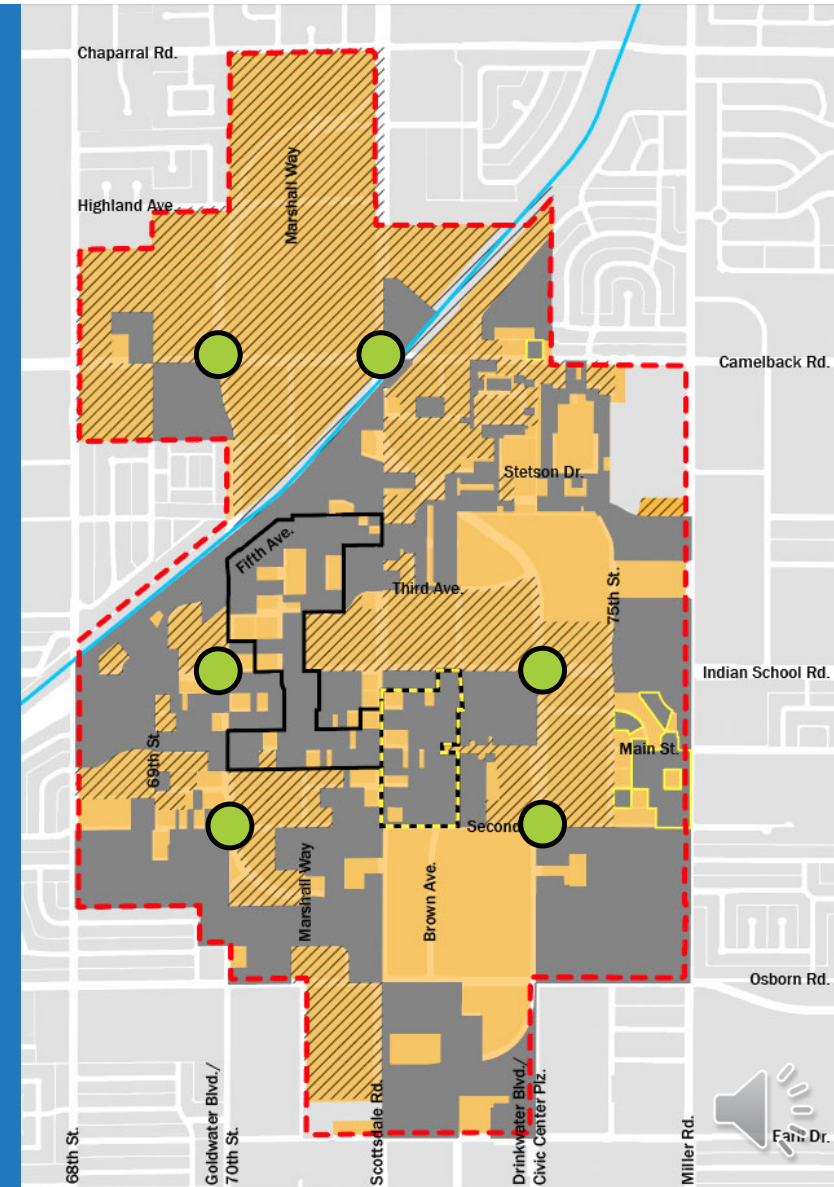 Chaparral Rd.
Marshall Way
Highland Ave
Camelback Rd.
Stetson Dr.
Fifth Ave.
Third Ave.
75th St.
Indian School Rd.
69th St.
Main St.
Second
Marshall Way
Brown Ave.
Osborn Rd.
68th St.
Goldwater Blvd./
70th St.
Scottsdale Rd.
Drinkwater Blvd./
Civic Center Plz.
Miller Rd.
Dr.